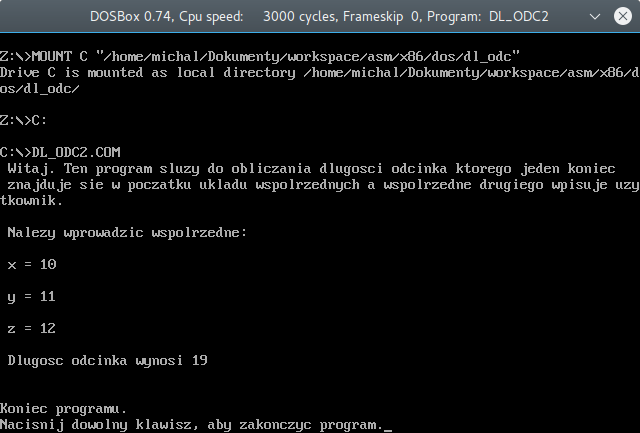 DOSBox 0.74, Cpu speed:    3000 cycles, Frameskip  0, Program:  DL_ODC2
Z:\>MOUNT C "/home/michal/Dokumenty/workspace/asm/x86/dos/dl_odc"
Drive C is mounted as local directory /home/michal/Dokumenty/workspace/asm/x86/d
os/dl_odc/
Z:\>C:
C:\>DL_ODC2.COM
Witaj. Ten program sluzy do obliczania dlugosci odcinka ktorego jeden koniec
znajduje sie w poczatku ukladu wspolrzednych a wspolrzedne drugiego wpisuje uzy
tkownik.
Nalezy wprowadzic wspolrzedne:
x = 10
y = 11
z = 12
Dlugosc odcinka wynosi 19
Koniec programu.
Nacisnij dowolny klawisz, aby zakonczyc program._